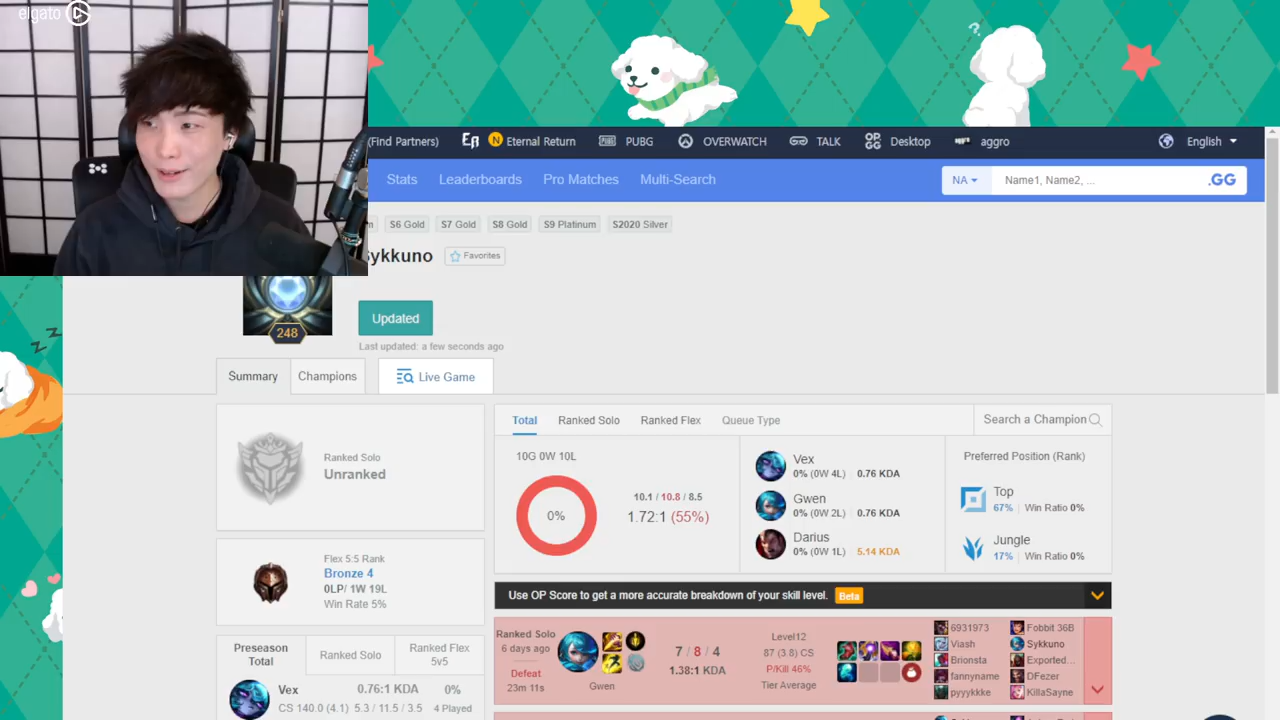 elgato
(Find Partners) Eternal Return PUBG OVERWATCH TALK OP.GG Desktop aggro English
Stats Leaderboards Pro Matches Multi-Search NA Name1, Name2, ... .GG
S6 Gold S7 Gold S8 Gold S9 Platinum S2020 Silver
Sykkuno Favorites
248
Updated
Last updated: a few seconds ago
Summary Champions Live Game
Ranked Solo
Unranked
Flex 5:5 Rank
Bronze 4
0LP/ 1W 19L
Win Rate 5%
Preseason Total Ranked Solo Ranked Flex 5v5
Vex 0.76:1 KDA 0%
CS 140.0 (4.1) 5.3 / 11.5 / 3.5 4 Played
Total Ranked Solo Ranked Flex Queue Type Search a Champion
10G 0W 10L
0%
10.1 / 10.8 / 8.5
1.72:1 (55%)
Vex
0% (0W 4L) 0.76 KDA
Gwen
0% (0W 2L) 0.76 KDA
Darius
0% (0W 1L) 5.14 KDA
Preferred Position (Rank)
Top
67% Win Ratio 0%
Jungle
17% Win Ratio 0%
Use OP Score to get a more accurate breakdown of your skill level. Beta
Ranked Solo
6 days ago
Defeat
23m 11s
Gwen
7 / 8 / 4
1.38:1 KDA
Level12
87 (3.8) CS
P/Kill 46%
Tier Average
6931973 Fobbit 36B
Viash Sykkuno
Brionsta Exported...
fannyname DFezer
pyyykkke KillaSayne
zzz
?